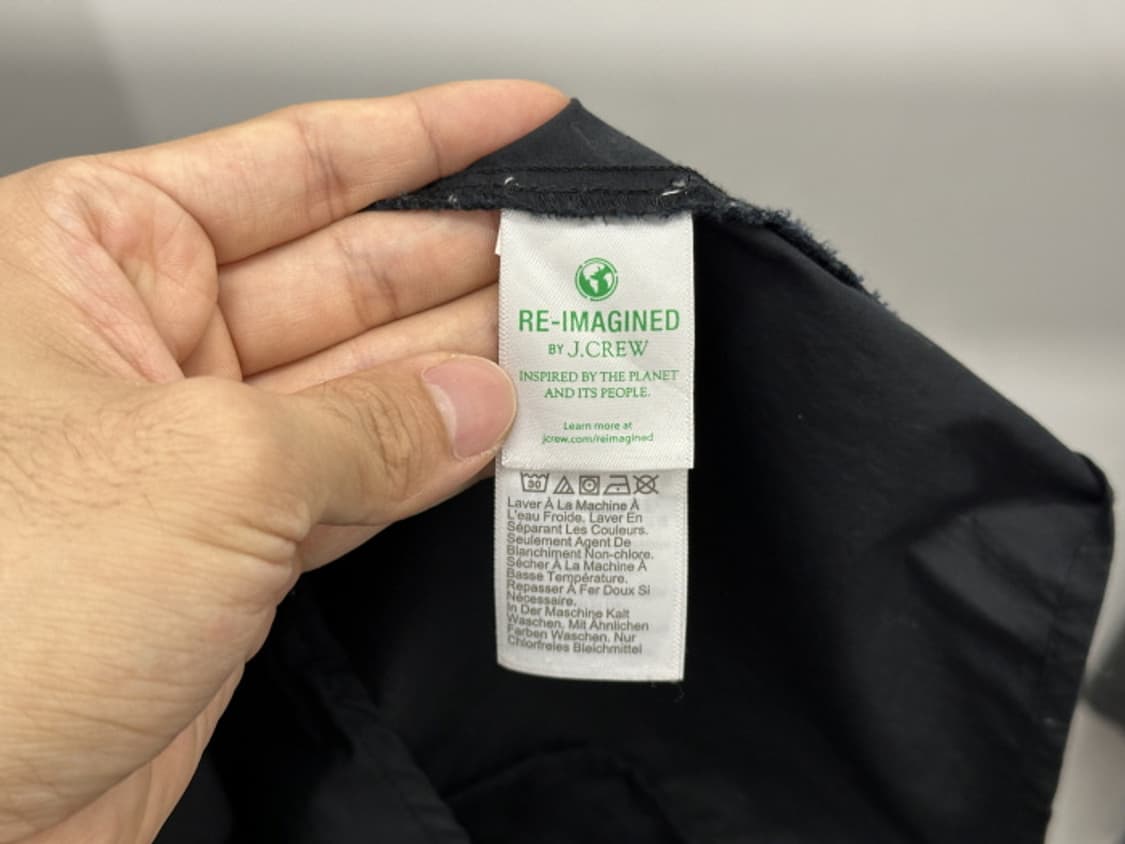 RE-IMAGINED
BY J.CREW
INSPIRED BY THE PLANET
AND ITS PEOPLE.
Learn more at
jcrew.com/reimagined
30
Laver À La Machine À
L'eau Froide. Laver En
Séparant Les Couleurs.
Seulement Agent De
Blanchiment Non-chlore.
Sécher À La Machine À
Basse Température.
Repasser À Fer Doux Si
Nécessaire.
In Der Maschine Kalt
Waschen. Mit Ähnlichen
Farben Waschen. Nur
Chlorfreies Bleichmittel